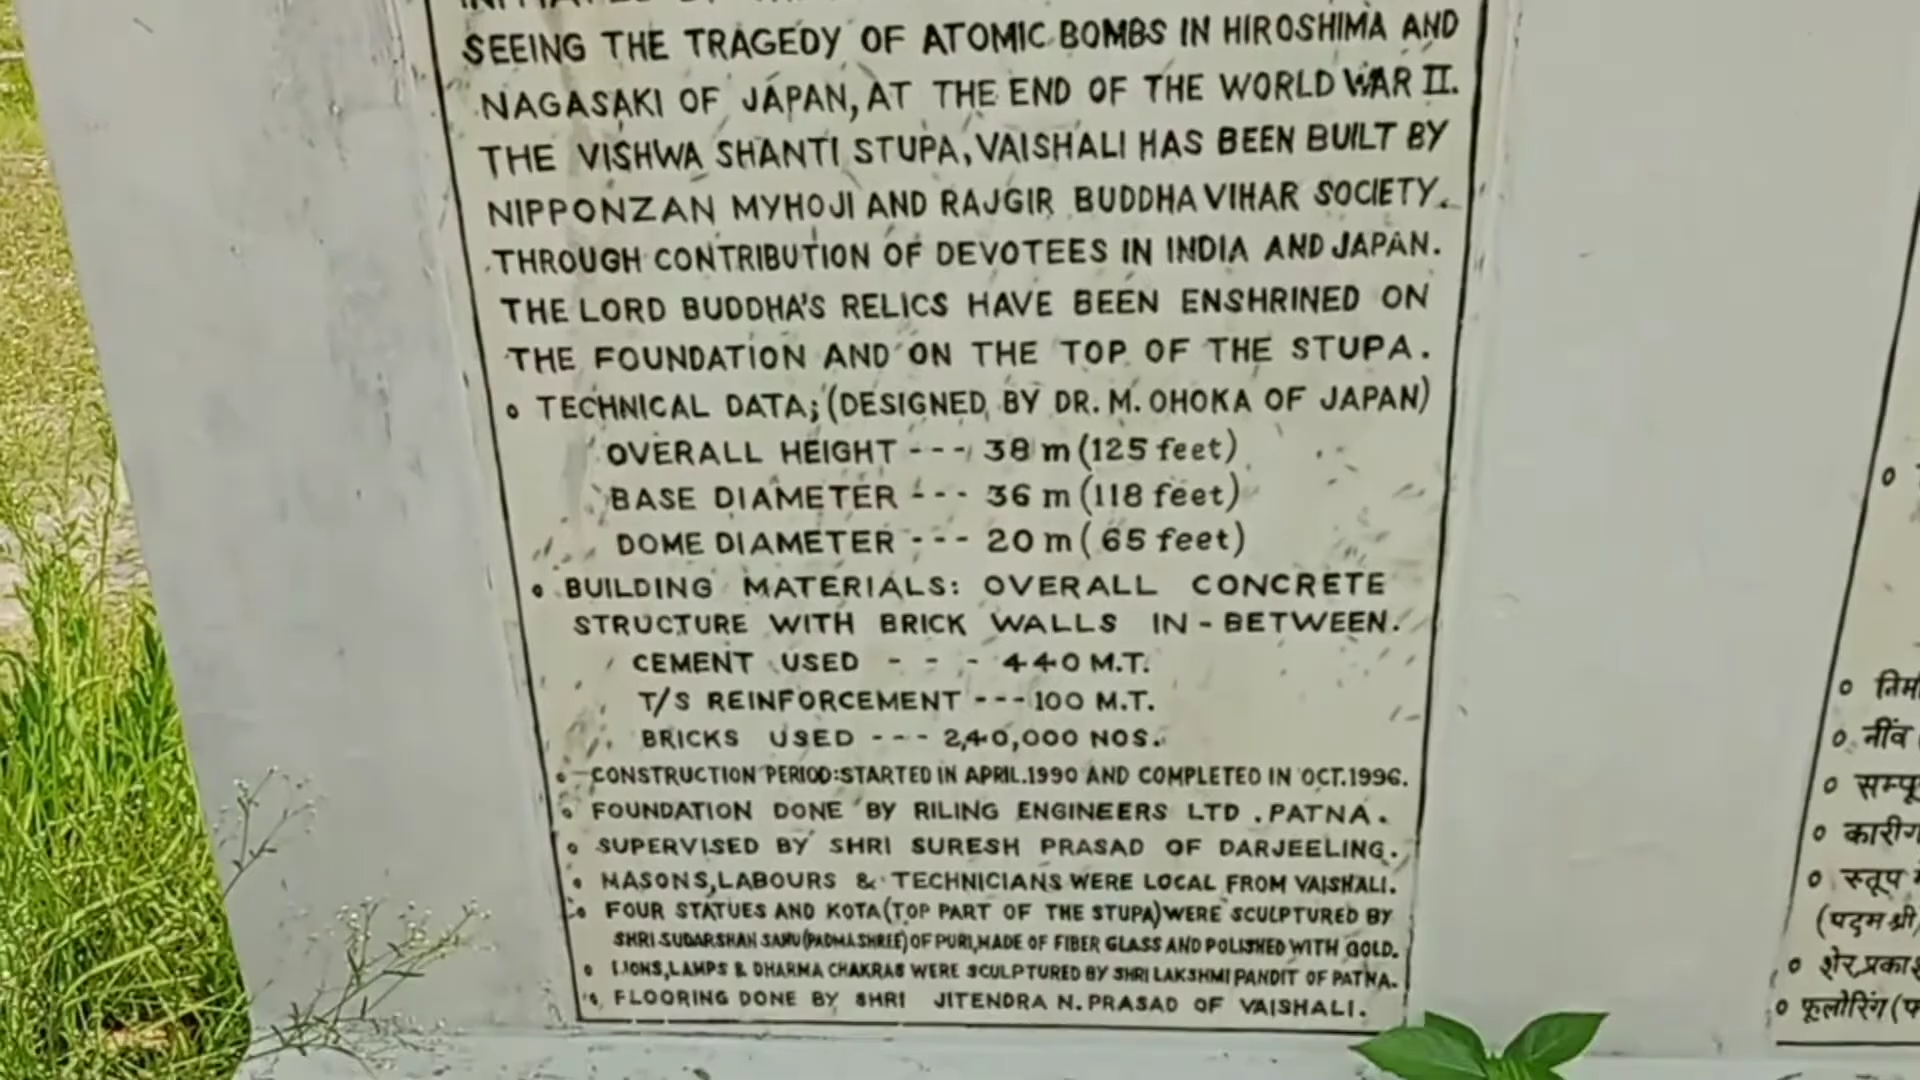 SEEING THE TRAGEDY OF ATOMIC BOMBS IN HIROSHIMA AND
NAGASAKI OF JAPAN, AT THE END OF THE WORLD WAR II.
THE VISHWA SHANTI STUPA, VAISHALI HAS BEEN BUILT BY
NIPPONZAN MYHOJI AND RAJGIR BUDDHA VIHAR SOCIETY.
THROUGH CONTRIBUTION OF DEVOTEES IN INDIA AND JAPAN.
THE LORD BUDDHA'S RELICS HAVE BEEN ENSHRINED ON
THE FOUNDATION AND ON THE TOP OF THE STUPA.
• TECHNICAL DATA; (DESIGNED BY DR. M. OHOKA OF JAPAN)
OVERALL HEIGHT --- 38 m (125 feet)
BASE DIAMETER --- 36 m (118 feet)
DOME DIAMETER --- 20 m ( 65 feet)
• BUILDING MATERIALS: OVERALL CONCRETE
STRUCTURE WITH BRICK WALLS IN - BETWEEN.
CEMENT USED - - - 440 M.T.
T/S REINFORCEMENT --- 100 M.T.
BRICKS USED --- 2,40,000 NOS.
• CONSTRUCTION PERIOD: STARTED IN APRIL.1990 AND COMPLETED IN OCT.1996.
• FOUNDATION DONE BY RILING ENGINEERS LTD . PATNA.
• SUPERVISED BY SHRI SURESH PRASAD OF DARJEELING.
• MASONS, LABOURS & TECHNICIANS WERE LOCAL FROM VAISHALI.
• FOUR STATUES AND KOTA (TOP PART OF THE STUPA) WERE SCULPTURED BY
SHRI SUDARSHAN SAHU (PADMA SHREE) OF PURI, MADE OF FIBER GLASS AND POLISHED WITH GOLD.
• LIONS, LAMPS & DHARMA CHAKRAS WERE SCULPTURED BY SHRI LAKSHMI PANDIT OF PATNA.
• FLOORING DONE BY SHRI JITENDRA N. PRASAD OF VAISHALI.
• नींव
(पदम श्री
• फूलोरिंग (